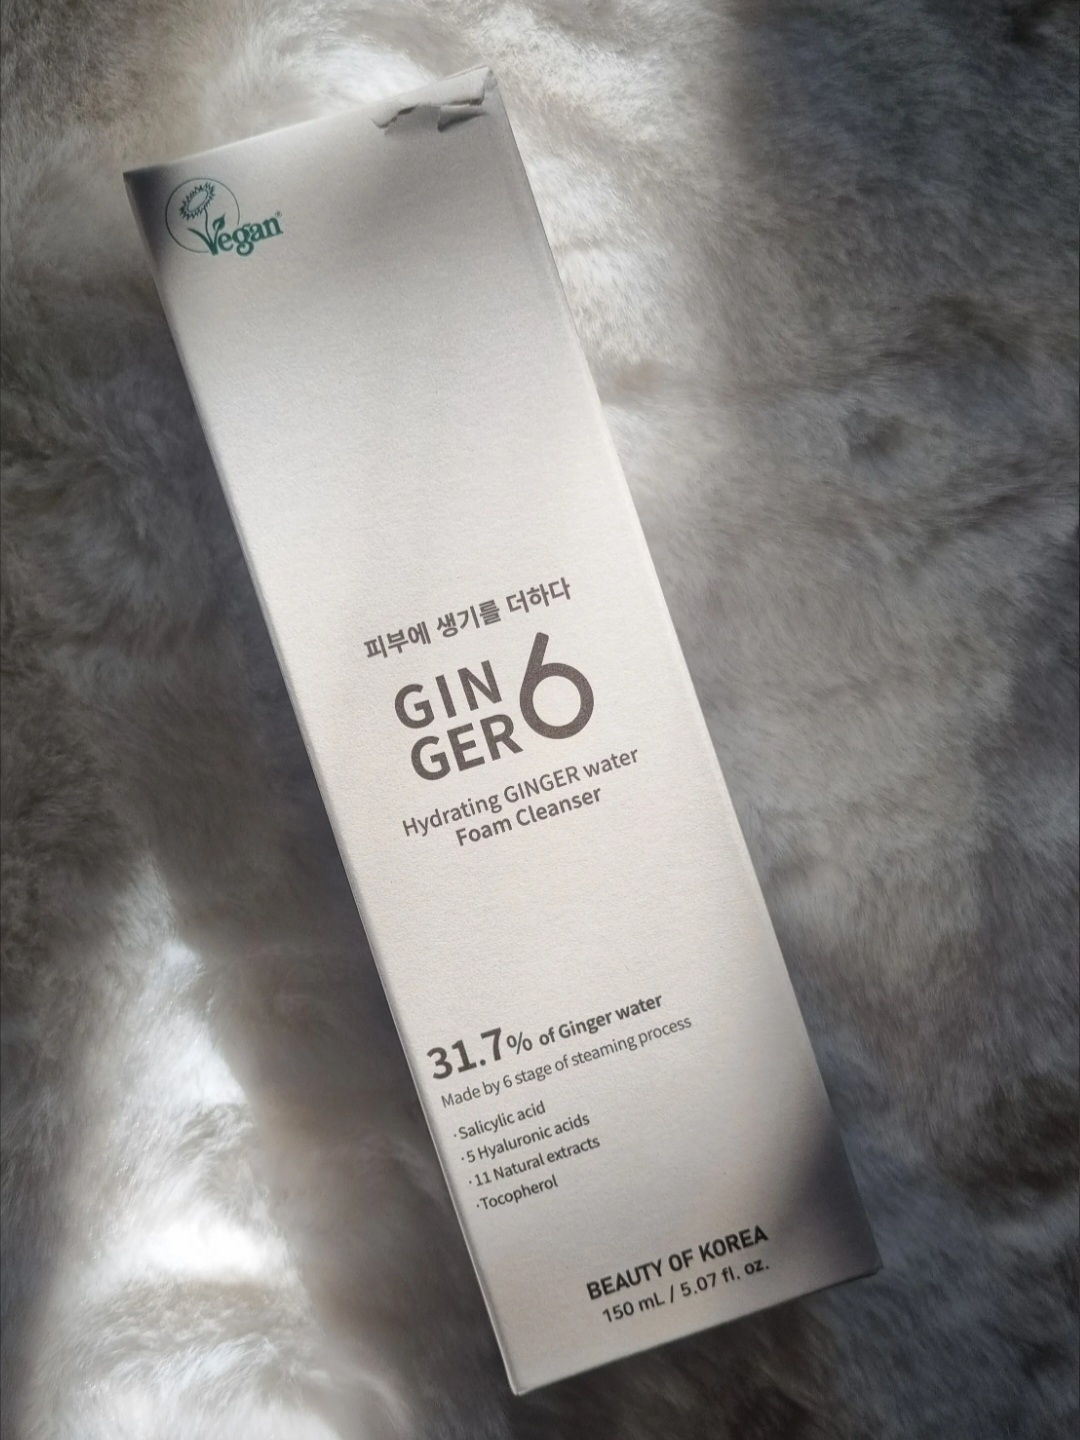 Vegan
피부에 생기를 더하다
GIN
GER 6
Hydrating GINGER water
Foam Cleanser
31.7% of Ginger water
Made by 6 stage of steaming process
·Salicylic acid
·5 Hyaluronic acids
·11 Natural extracts
·Tocopherol
BEAUTY OF KOREA
150 mL / 5.07 fl. oz.